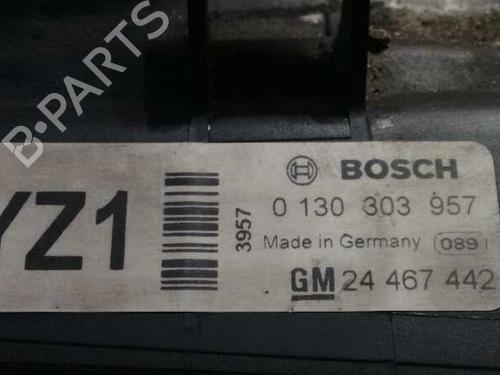 B-PARTS
BOSCH
YZ1
3957
0 130 303 957
Made in Germany 089
GM 24 467 442